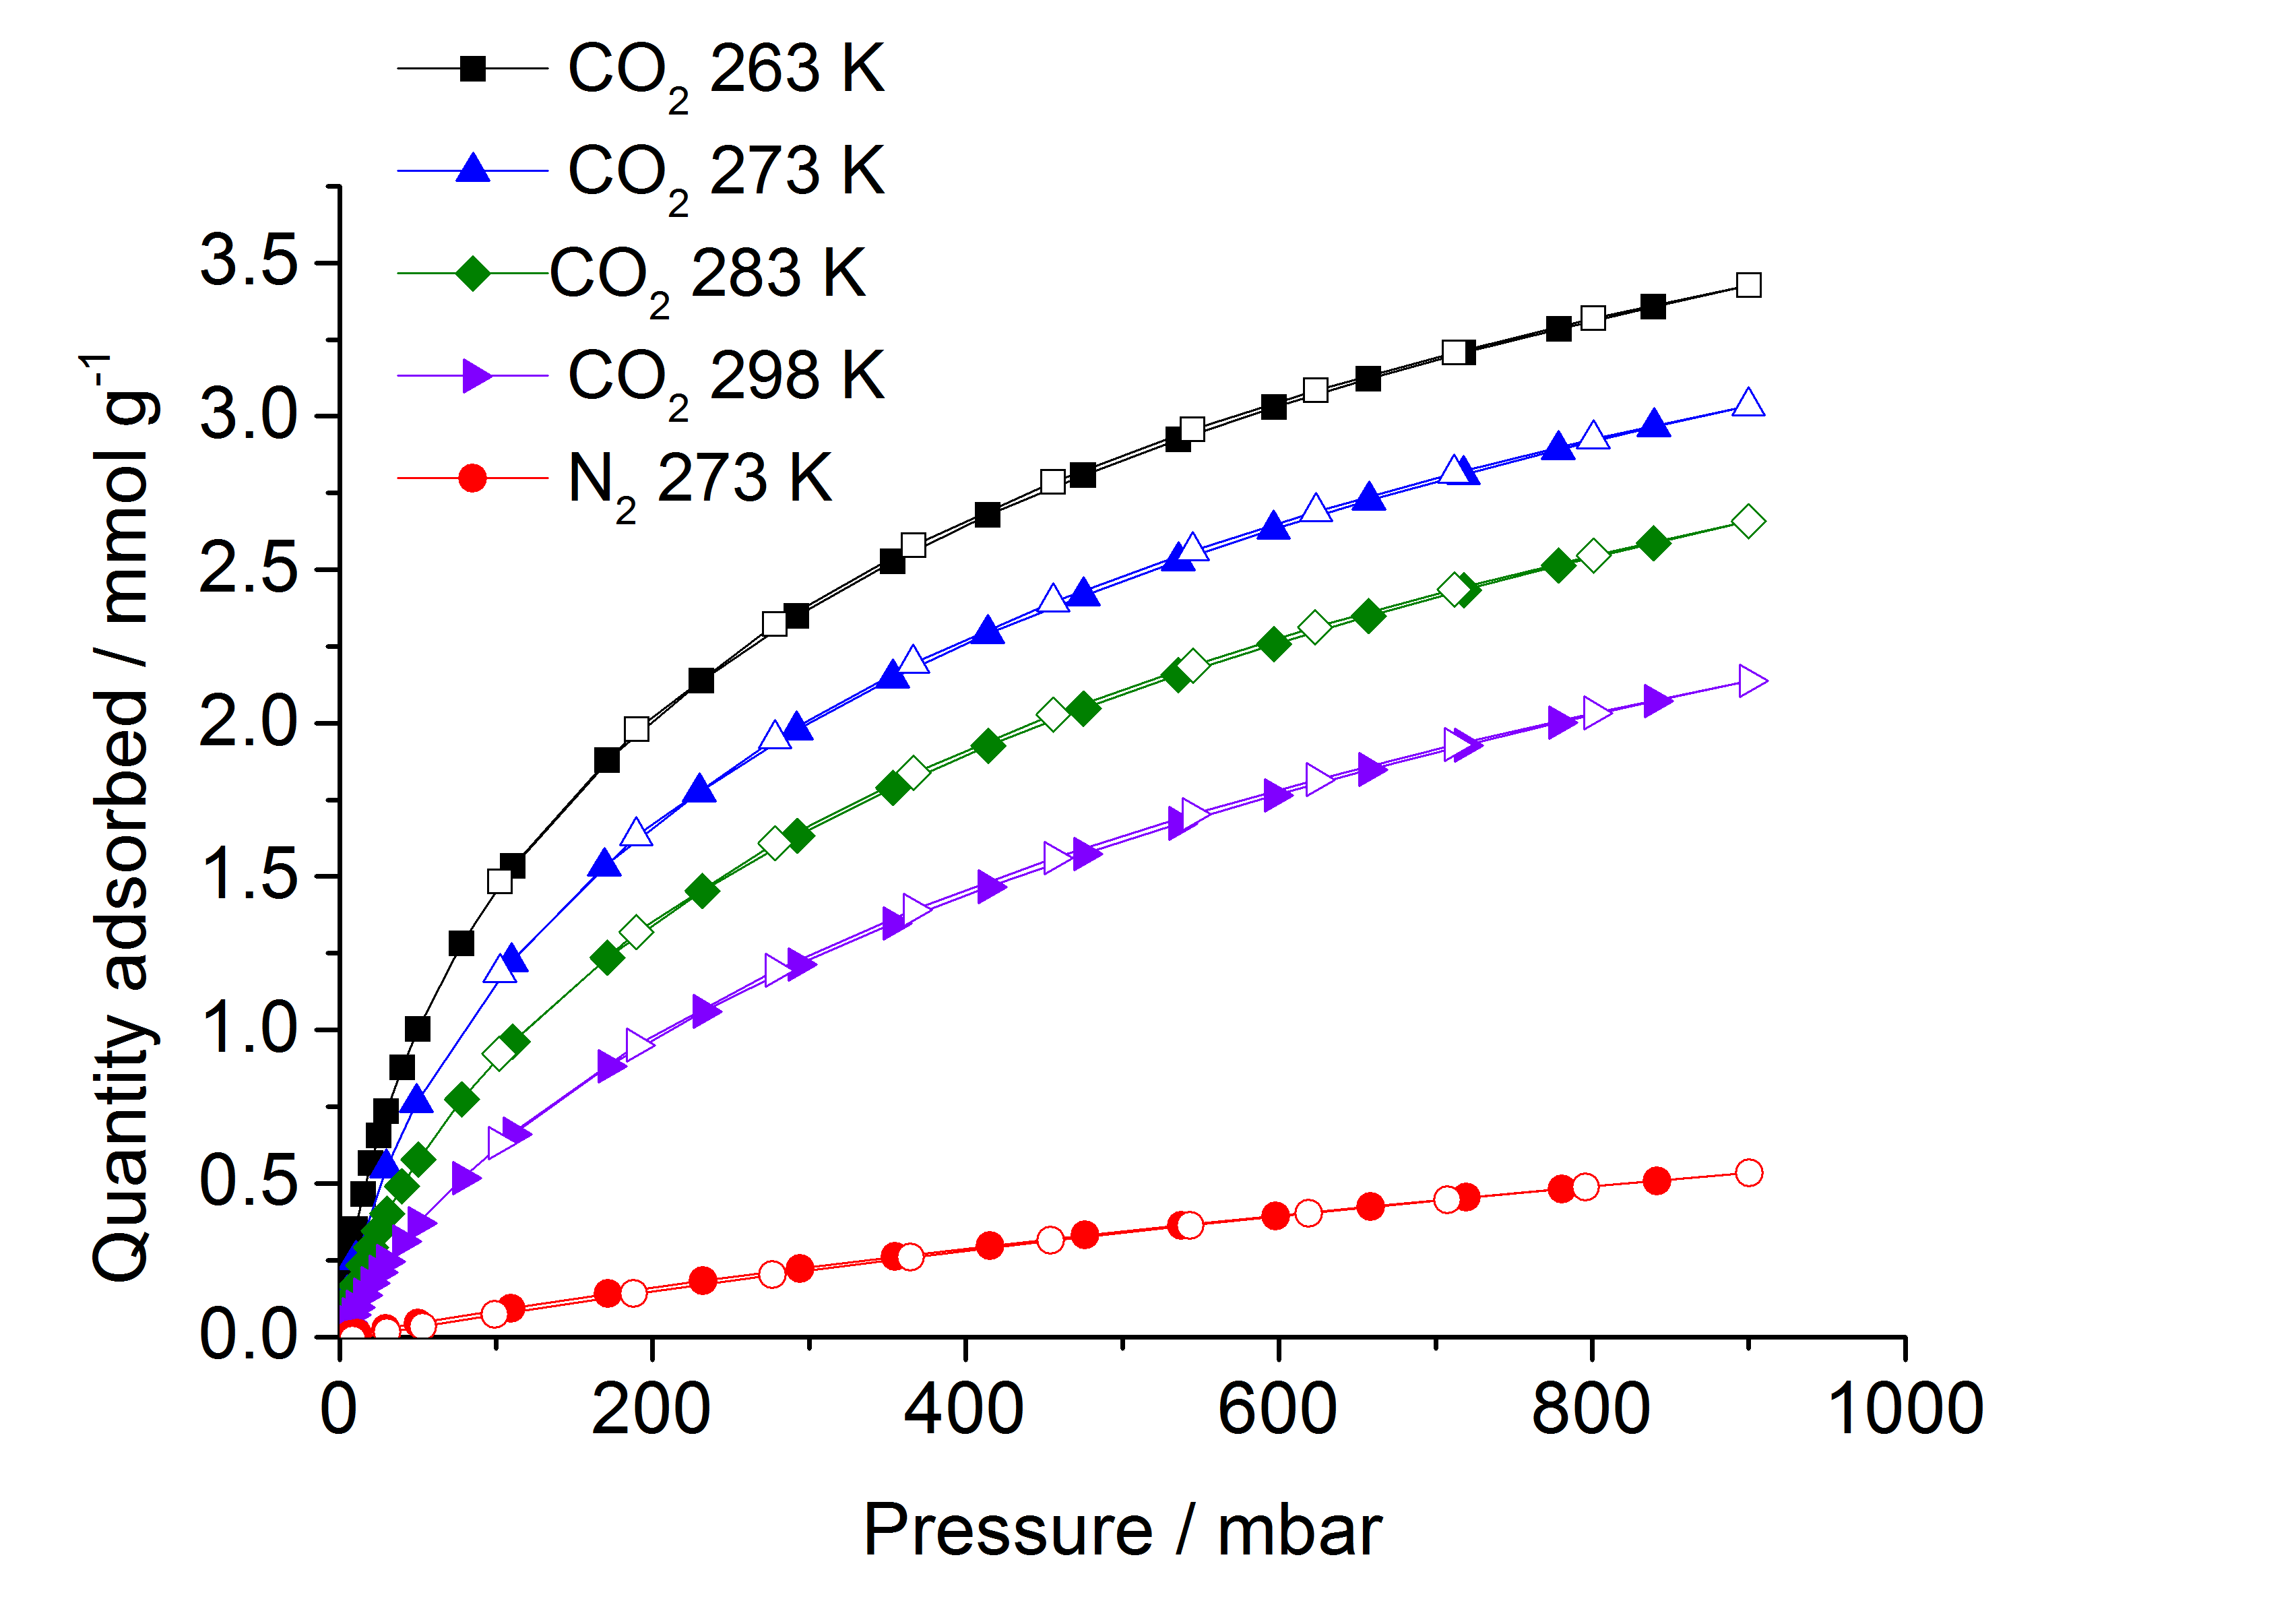 CO2 263 K
CO2 273 K
CO2 283 K
CO2 298 K
N2 273 K
Quantity adsorbed / mmol g-1
3.5
3.0
2.5
2.0
1.5
1.0
0.5
0.0
0 200 400 600 800 1000
Pressure / mbar